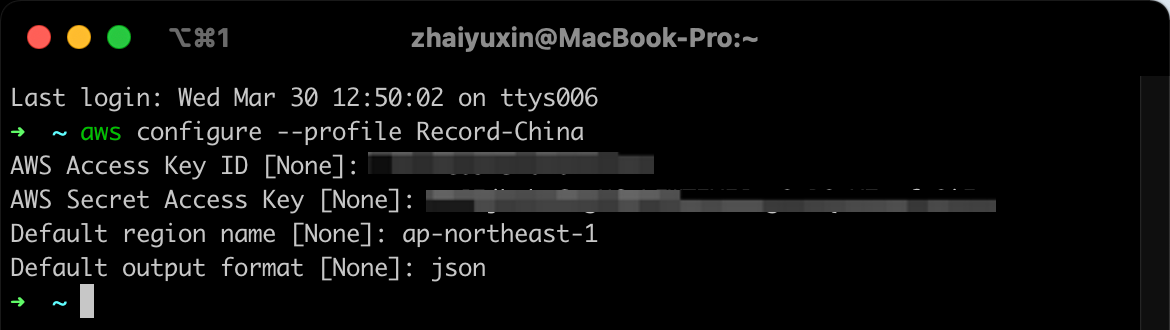 ⌥⌘1 zhaiyuxin@MacBook-Pro:~
Last login: Wed Mar 30 12:50:02 on ttys006
➜ ~ aws configure --profile Record-China
AWS Access Key ID [None]:
AWS Secret Access Key [None]:
Default region name [None]: ap-northeast-1
Default output format [None]: json
➜ ~